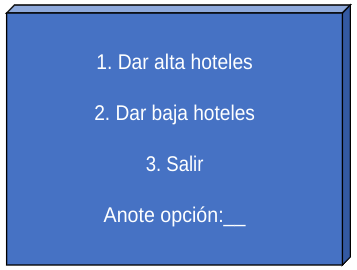 1. Dar alta hoteles
2. Dar baja hoteles
3. Salir
Anote opción:__